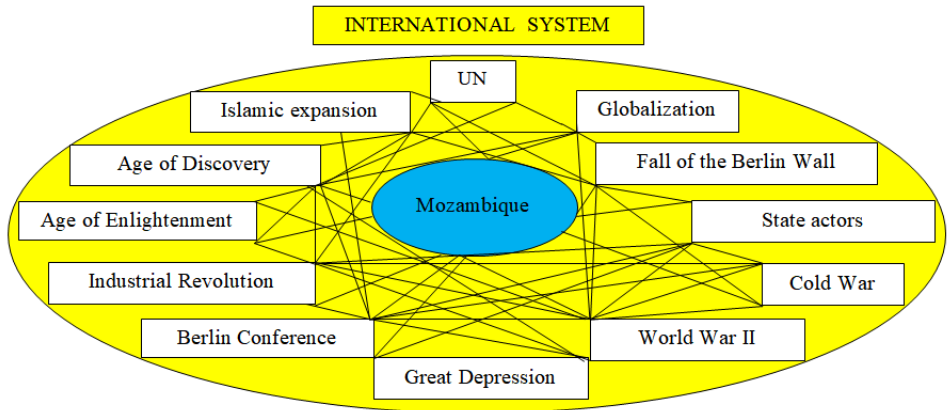 INTERNATIONAL SYSTEM
UN
Islamic expansion
Globalization
Age of Discovery
Fall of the Berlin Wall
Mozambique
Age of Enlightenment
State actors
Industrial Revolution
Cold War
Berlin Conference
World War II
Great Depression